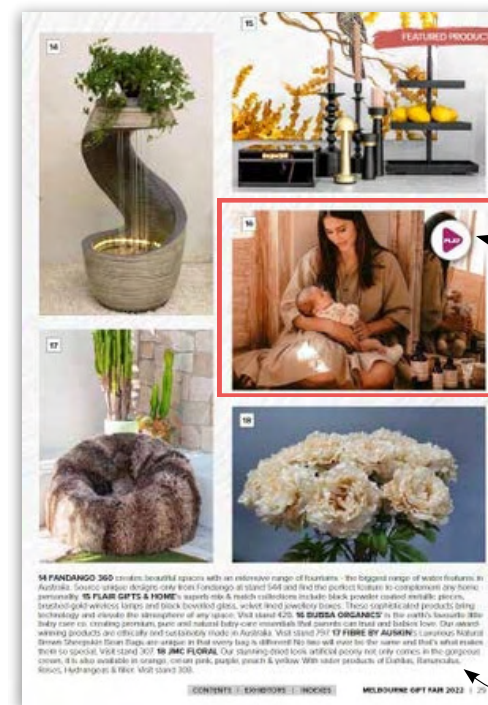 14
15
FEATURED PRODUCT
16
PLAY
17
18
14 FANDANGO 360 creates beautiful spaces with an extensive range of fountains - the biggest range of water features in
Australia. Source unique designs only from Fandango at stand 544 and find the perfect feature to complement any home
personality. 15 FLAIR GIFTS & HOME's superb mix & match collections include black powder coated metallic pieces,
brushed gold wireless lamps and black bevelled glass, velvet lined jewellery boxes. These sophisticated products bring
technology and elevate the atmosphere of any space. Visit stand 429. 16 BUBBA ORGANICS' is the earth's favourite little
baby care co. creating premium, pure and natural baby care essentials that parents can trust and babies love. Our award-
winning products are ethically and sustainably made in Australia. Visit stand 17 FIBRE BY AUSKIN's Luxurious Natural
Brown Sheepskin Bean Bags are unique in that every bag is different! No two will ever be the same and that's what makes
them so special. Visit stand 307. 18 JMC FLORAL Our stunning dried look artificial peony not only comes in the gorgeous
cream, it is also available in orange, cream pink, purple, peach & yellow. With sister products of Dahlias, Ranunculus,
Roses, Hydrangeas & filler. Visit stand 308.
CONTENTS | EXHIBITORS | INDEXES MELBOURNE GIFT FAIR 2022 | 29